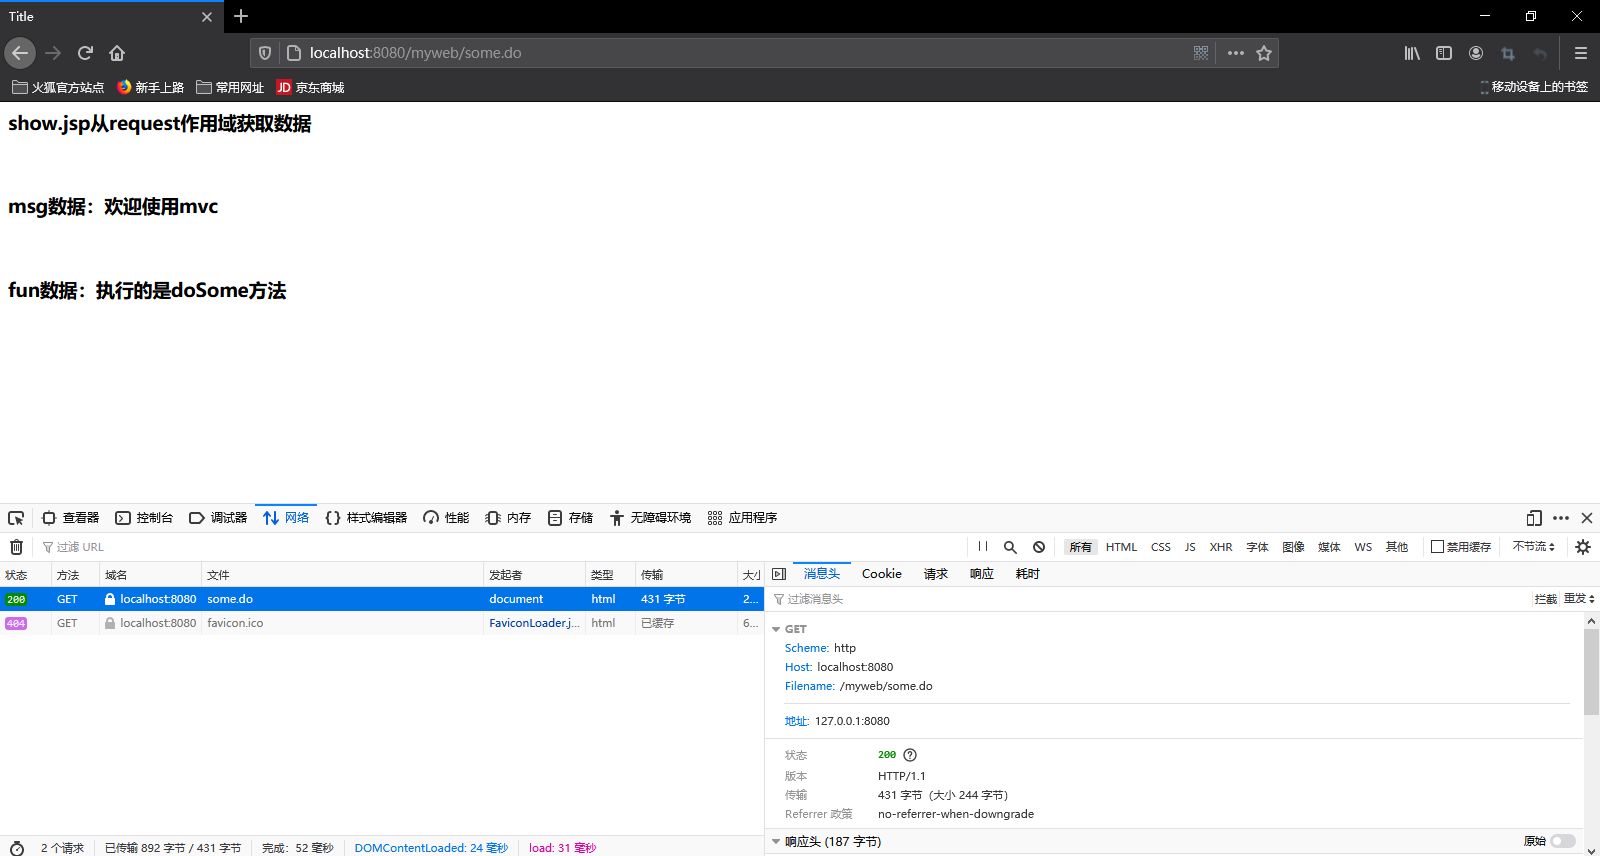 Title
localhost:8080/myweb/some.do
火狐官方站点 新手上路 常用网址 JD 京东商城 移动设备上的书签
show.jsp从request作用域获取数据
msg数据：欢迎使用mvc
fun数据：执行的是doSome方法
查看器 控制台 调试器 网络 样式编辑器 性能 内存 存储 无障碍环境 应用程序
过滤 URL 所有 HTML CSS JS XHR 字体 图像 媒体 WS 其他 禁用缓存 不节流
状态 方法 域名 文件 发起者 类型 传输 大小
200 GET localhost:8080 some.do document html 431 字节 2...
404 GET localhost:8080 favicon.ico FaviconLoader.j... html 已缓存 6...
消息头 Cookie 请求 响应 耗时
过滤消息头 拦截 重发
GET
Scheme: http
Host: localhost:8080
Filename: /myweb/some.do
地址: 127.0.0.1:8080
状态 200
版本 HTTP/1.1
传输 431 字节（大小 244 字节）
Referrer 政策 no-referrer-when-downgrade
响应头 (187 字节) 原始
2 个请求 已传输 892 字节 / 431 字节 完成：52 毫秒 DOMContentLoaded: 24 毫秒 load: 31 毫秒